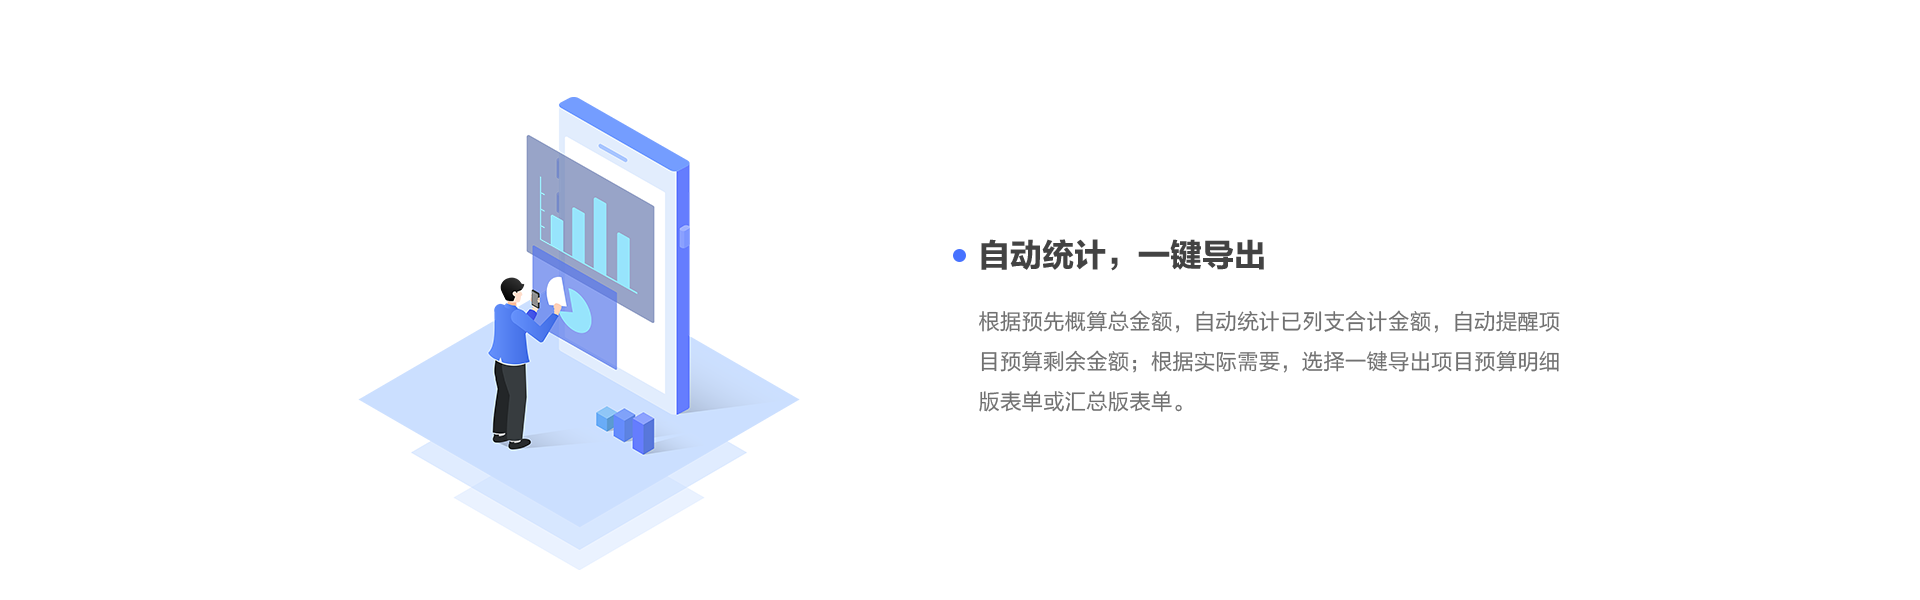 自动统计，一键导出
根据预先概算总金额，自动统计已列支合计金额，自动提醒项
目预算剩余金额；根据实际需要，选择一键导出项目预算明细
版表单或汇总版表单。